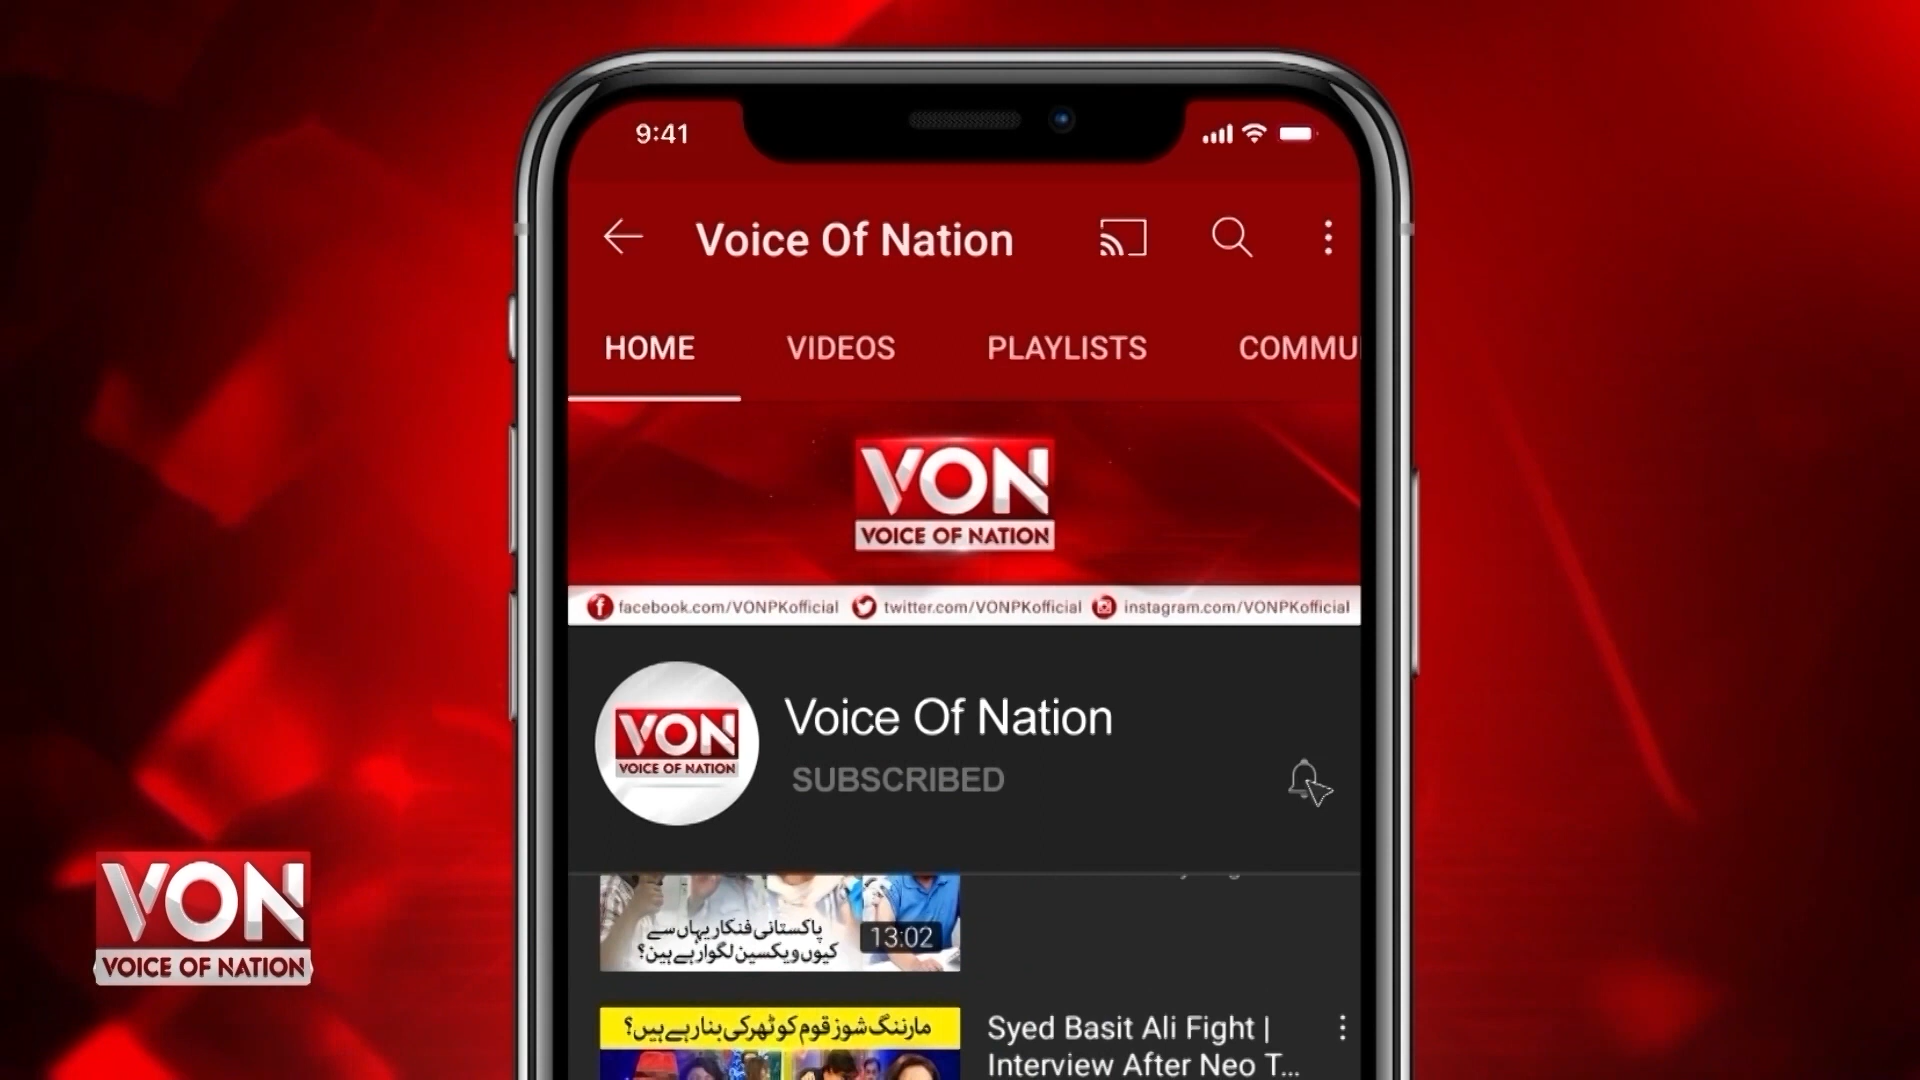 9:41
Voice Of Nation
HOME
VIDEOS
PLAYLISTS
COMMU
VON
VOICE OF NATION
facebook.com/VONPKofficial
twitter.com/VONPKofficial
instagram.com/VONPKofficial
VON
VOICE OF NATION
Voice Of Nation
SUBSCRIBED
پاکستانی فنکار یہاں سے
کیوں ویکسین لگوا رہے ہین؟
13:02
مارننگ شوز قوم کو ٹھرکی بنا رہے ہیں؟
Syed Basit Ali Fight |
Interview After Neo T...
VON
VOICE OF NATION